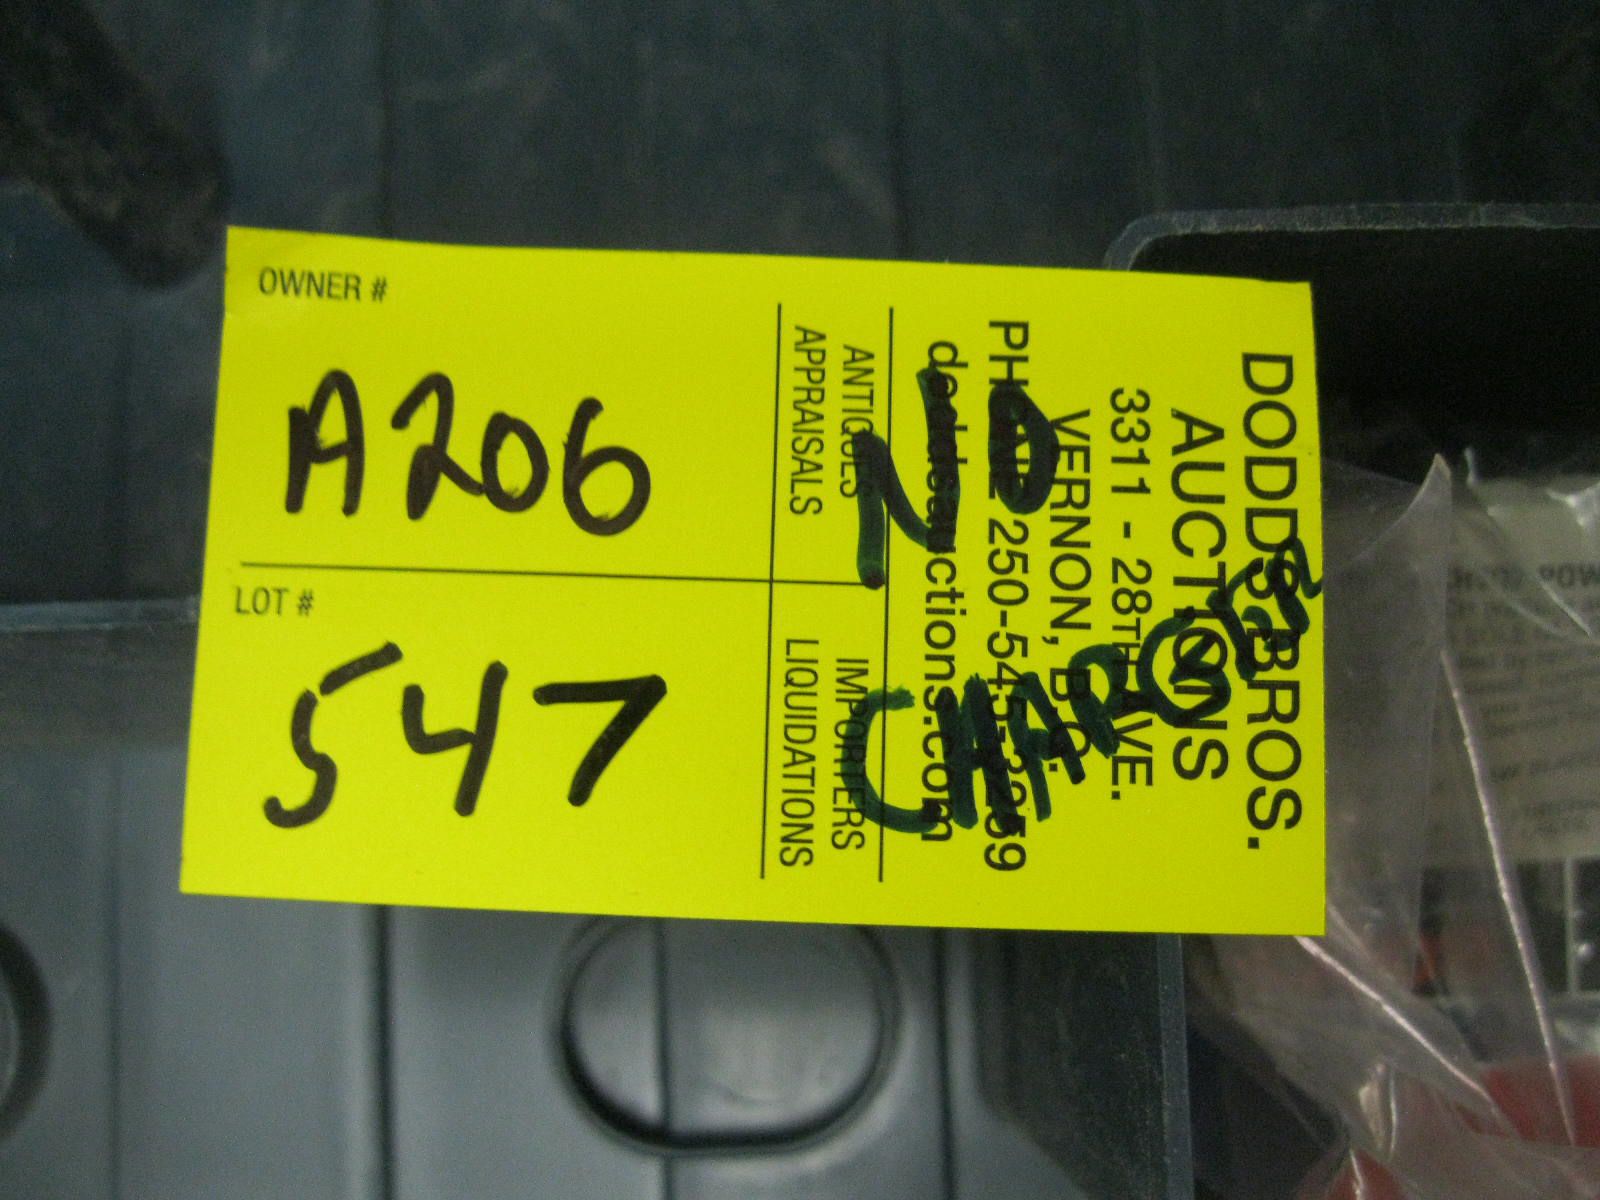 OWNER #
A206
LOT #
547
DODDS BROS.
AUCTIONS
3311 - 28TH AVE.
VERNON, B.C.
PHONE 250-545-3259
doddsauctions.com
ANTIQUES
APPRAISALS
IMPORTERS
LIQUIDATIONS
NO
CHARGES